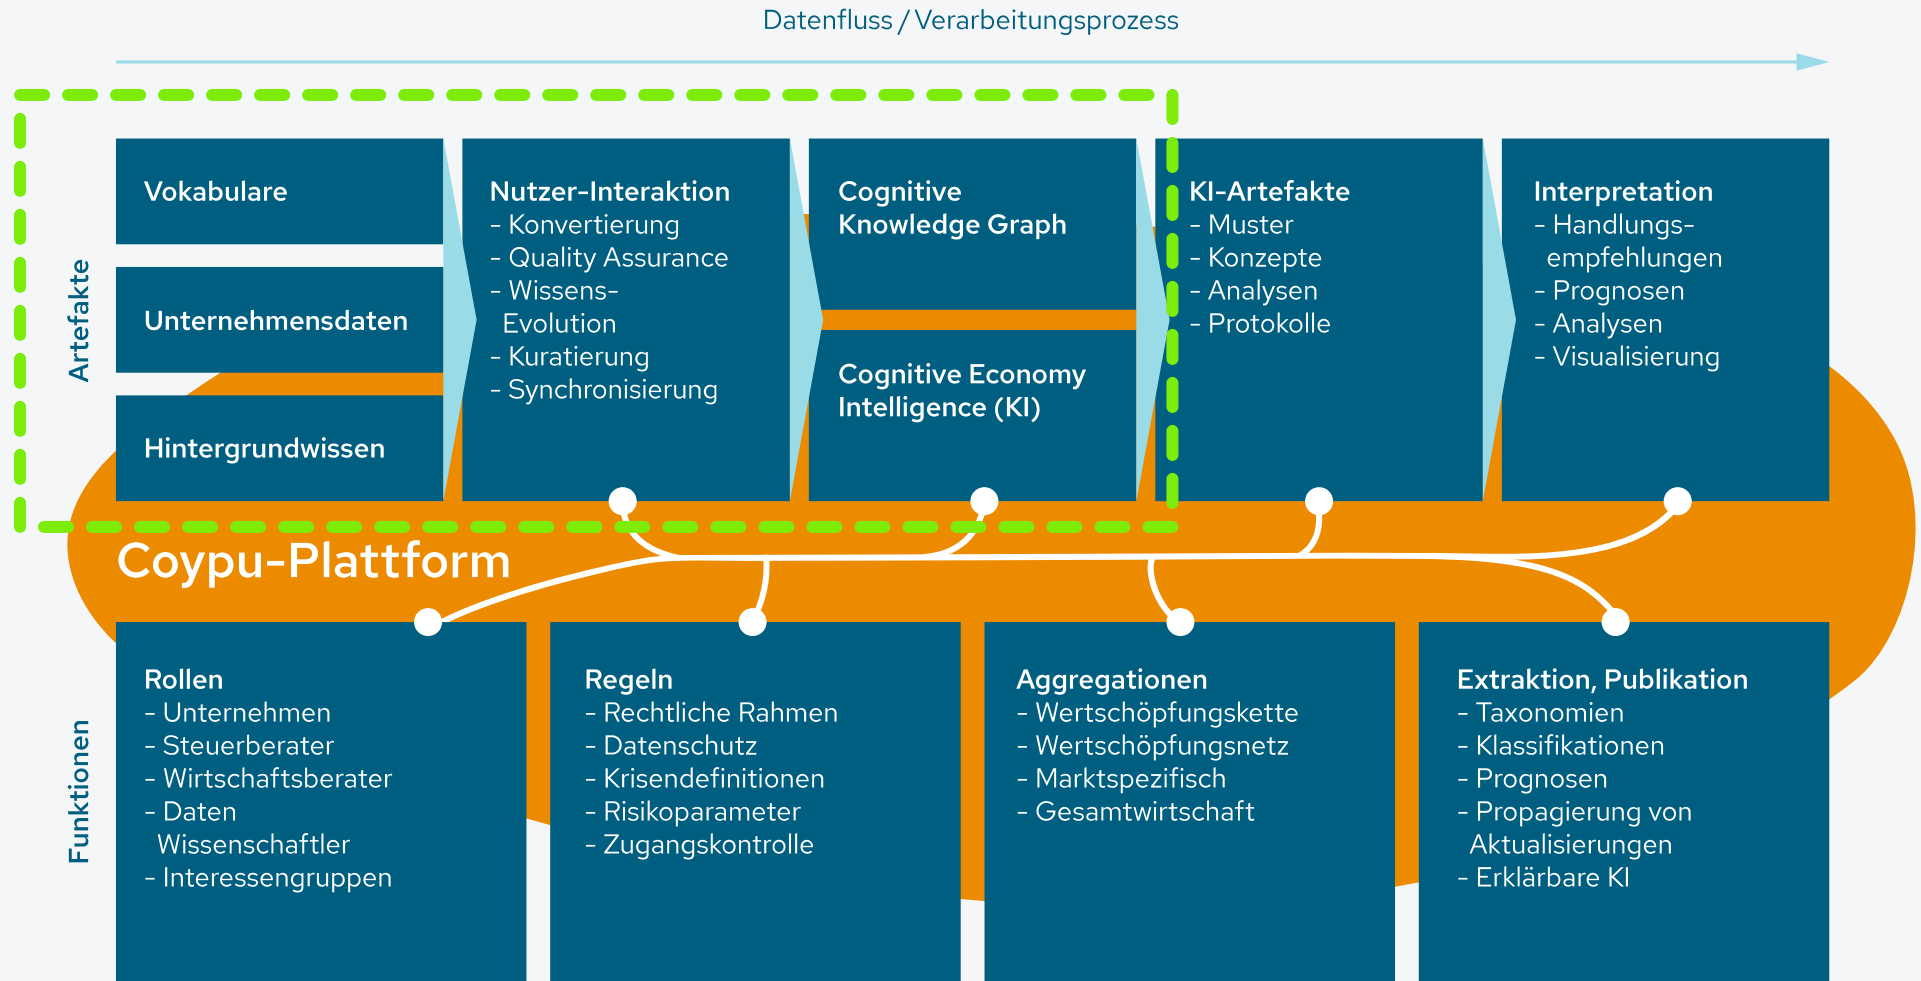 Datenfluss / Verarbeitungsprozess
Artefakte
Vokabulare
Unternehmensdaten
Hintergrundwissen
Nutzer-Interaktion
- Konvertierung
- Quality Assurance
- Wissens-
Evolution
- Kuratierung
- Synchronisierung
Cognitive
Knowledge Graph
Cognitive Economy
Intelligence (KI)
KI-Artefakte
- Muster
- Konzepte
- Analysen
- Protokolle
Interpretation
- Handlungs-
empfehlungen
- Prognosen
- Analysen
- Visualisierung
Coypu-Plattform
Funktionen
Rollen
- Unternehmen
- Steuerberater
- Wirtschaftsberater
- Daten
Wissenschaftler
- Interessengruppen
Regeln
- Rechtliche Rahmen
- Datenschutz
- Krisendefinitionen
- Risikoparameter
- Zugangskontrolle
Aggregationen
- Wertschöpfungskette
- Wertschöpfungsnetz
- Marktspezifisch
- Gesamtwirtschaft
Extraktion, Publikation
- Taxonomien
- Klassifikationen
- Prognosen
- Propagierung von
Aktualisierungen
- Erklärbare KI